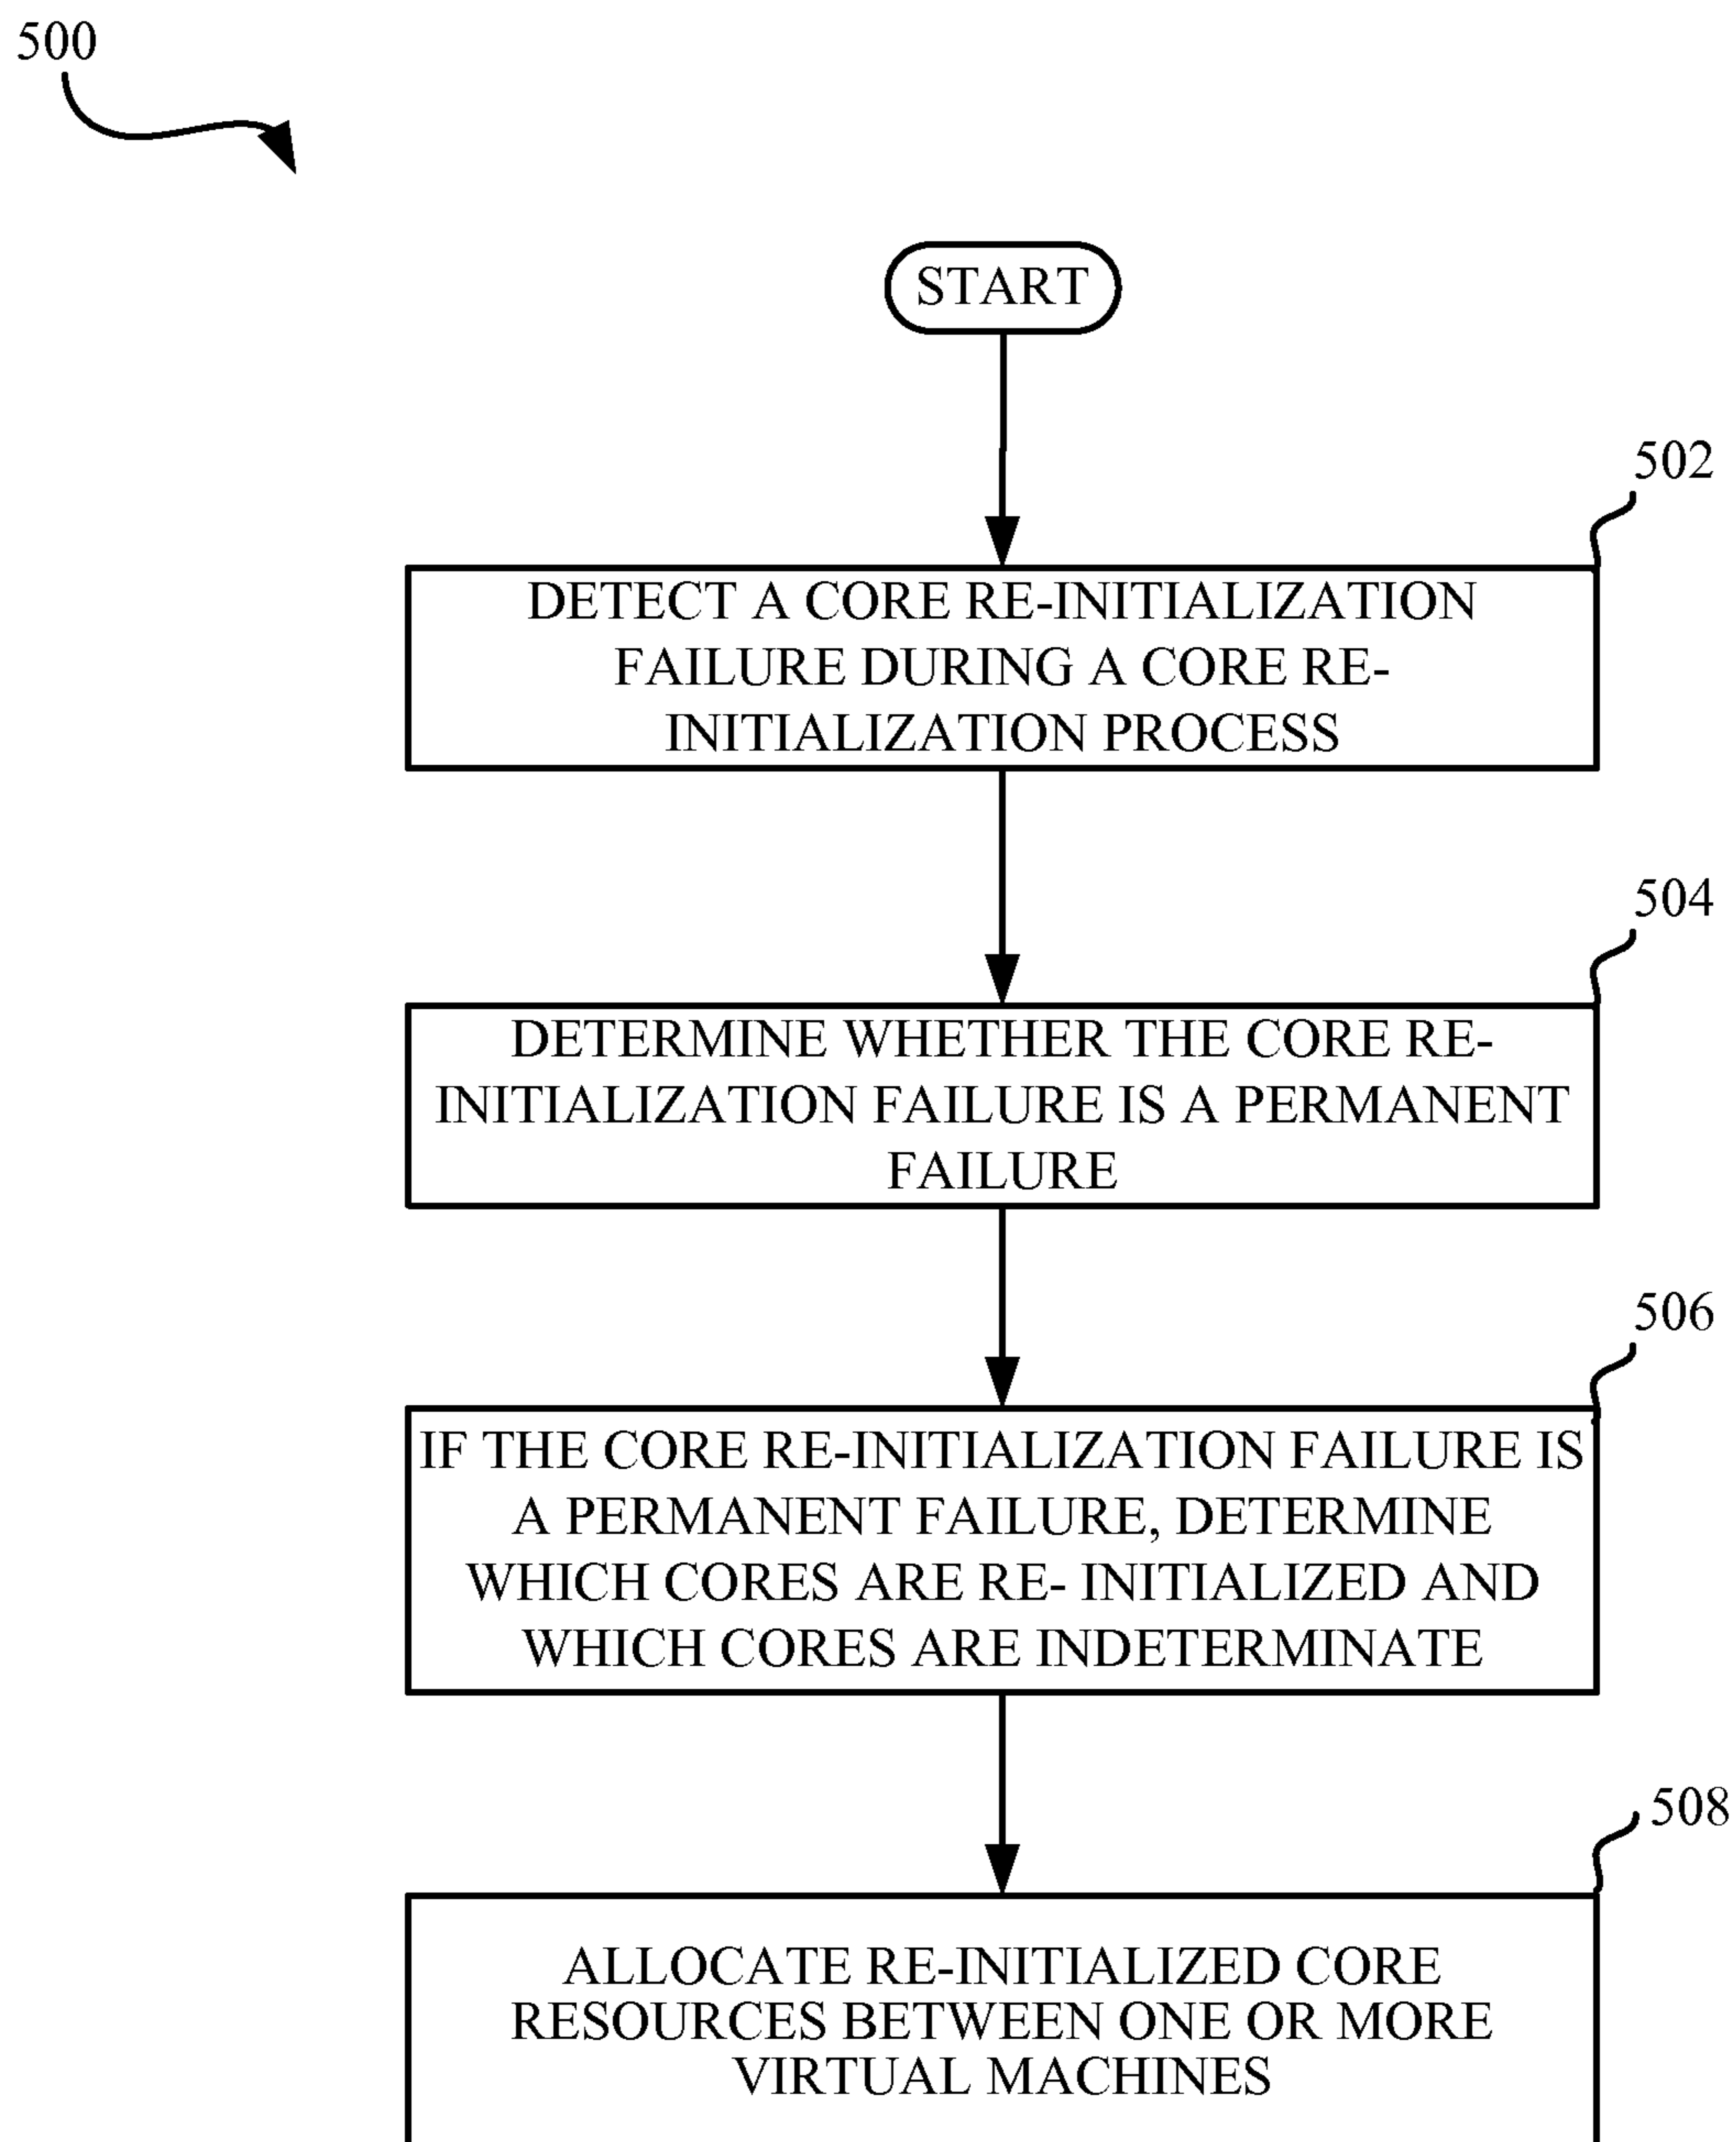 500
START
502
DETECT A CORE RE-INITIALIZATION
FAILURE DURING A CORE RE-
INITIALIZATION PROCESS
504
DETERMINE WHETHER THE CORE RE-
INITIALIZATION FAILURE IS A PERMANENT
FAILURE
506
IF THE CORE RE-INITIALIZATION FAILURE IS
A PERMANENT FAILURE, DETERMINE
WHICH CORES ARE RE- INITIALIZED AND
WHICH CORES ARE INDETERMINATE
508
ALLOCATE RE-INITIALIZED CORE
RESOURCES BETWEEN ONE OR MORE
VIRTUAL MACHINES